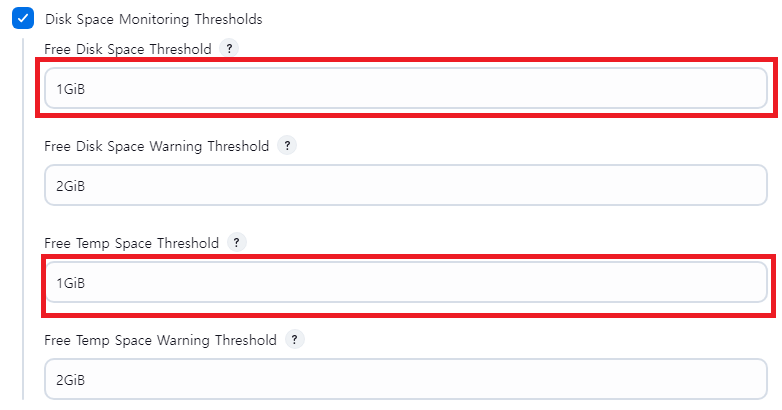 Disk Space Monitoring Thresholds
Free Disk Space Threshold ?
1GiB
Free Disk Space Warning Threshold ?
2GiB
Free Temp Space Threshold ?
1GiB
Free Temp Space Warning Threshold ?
2GiB